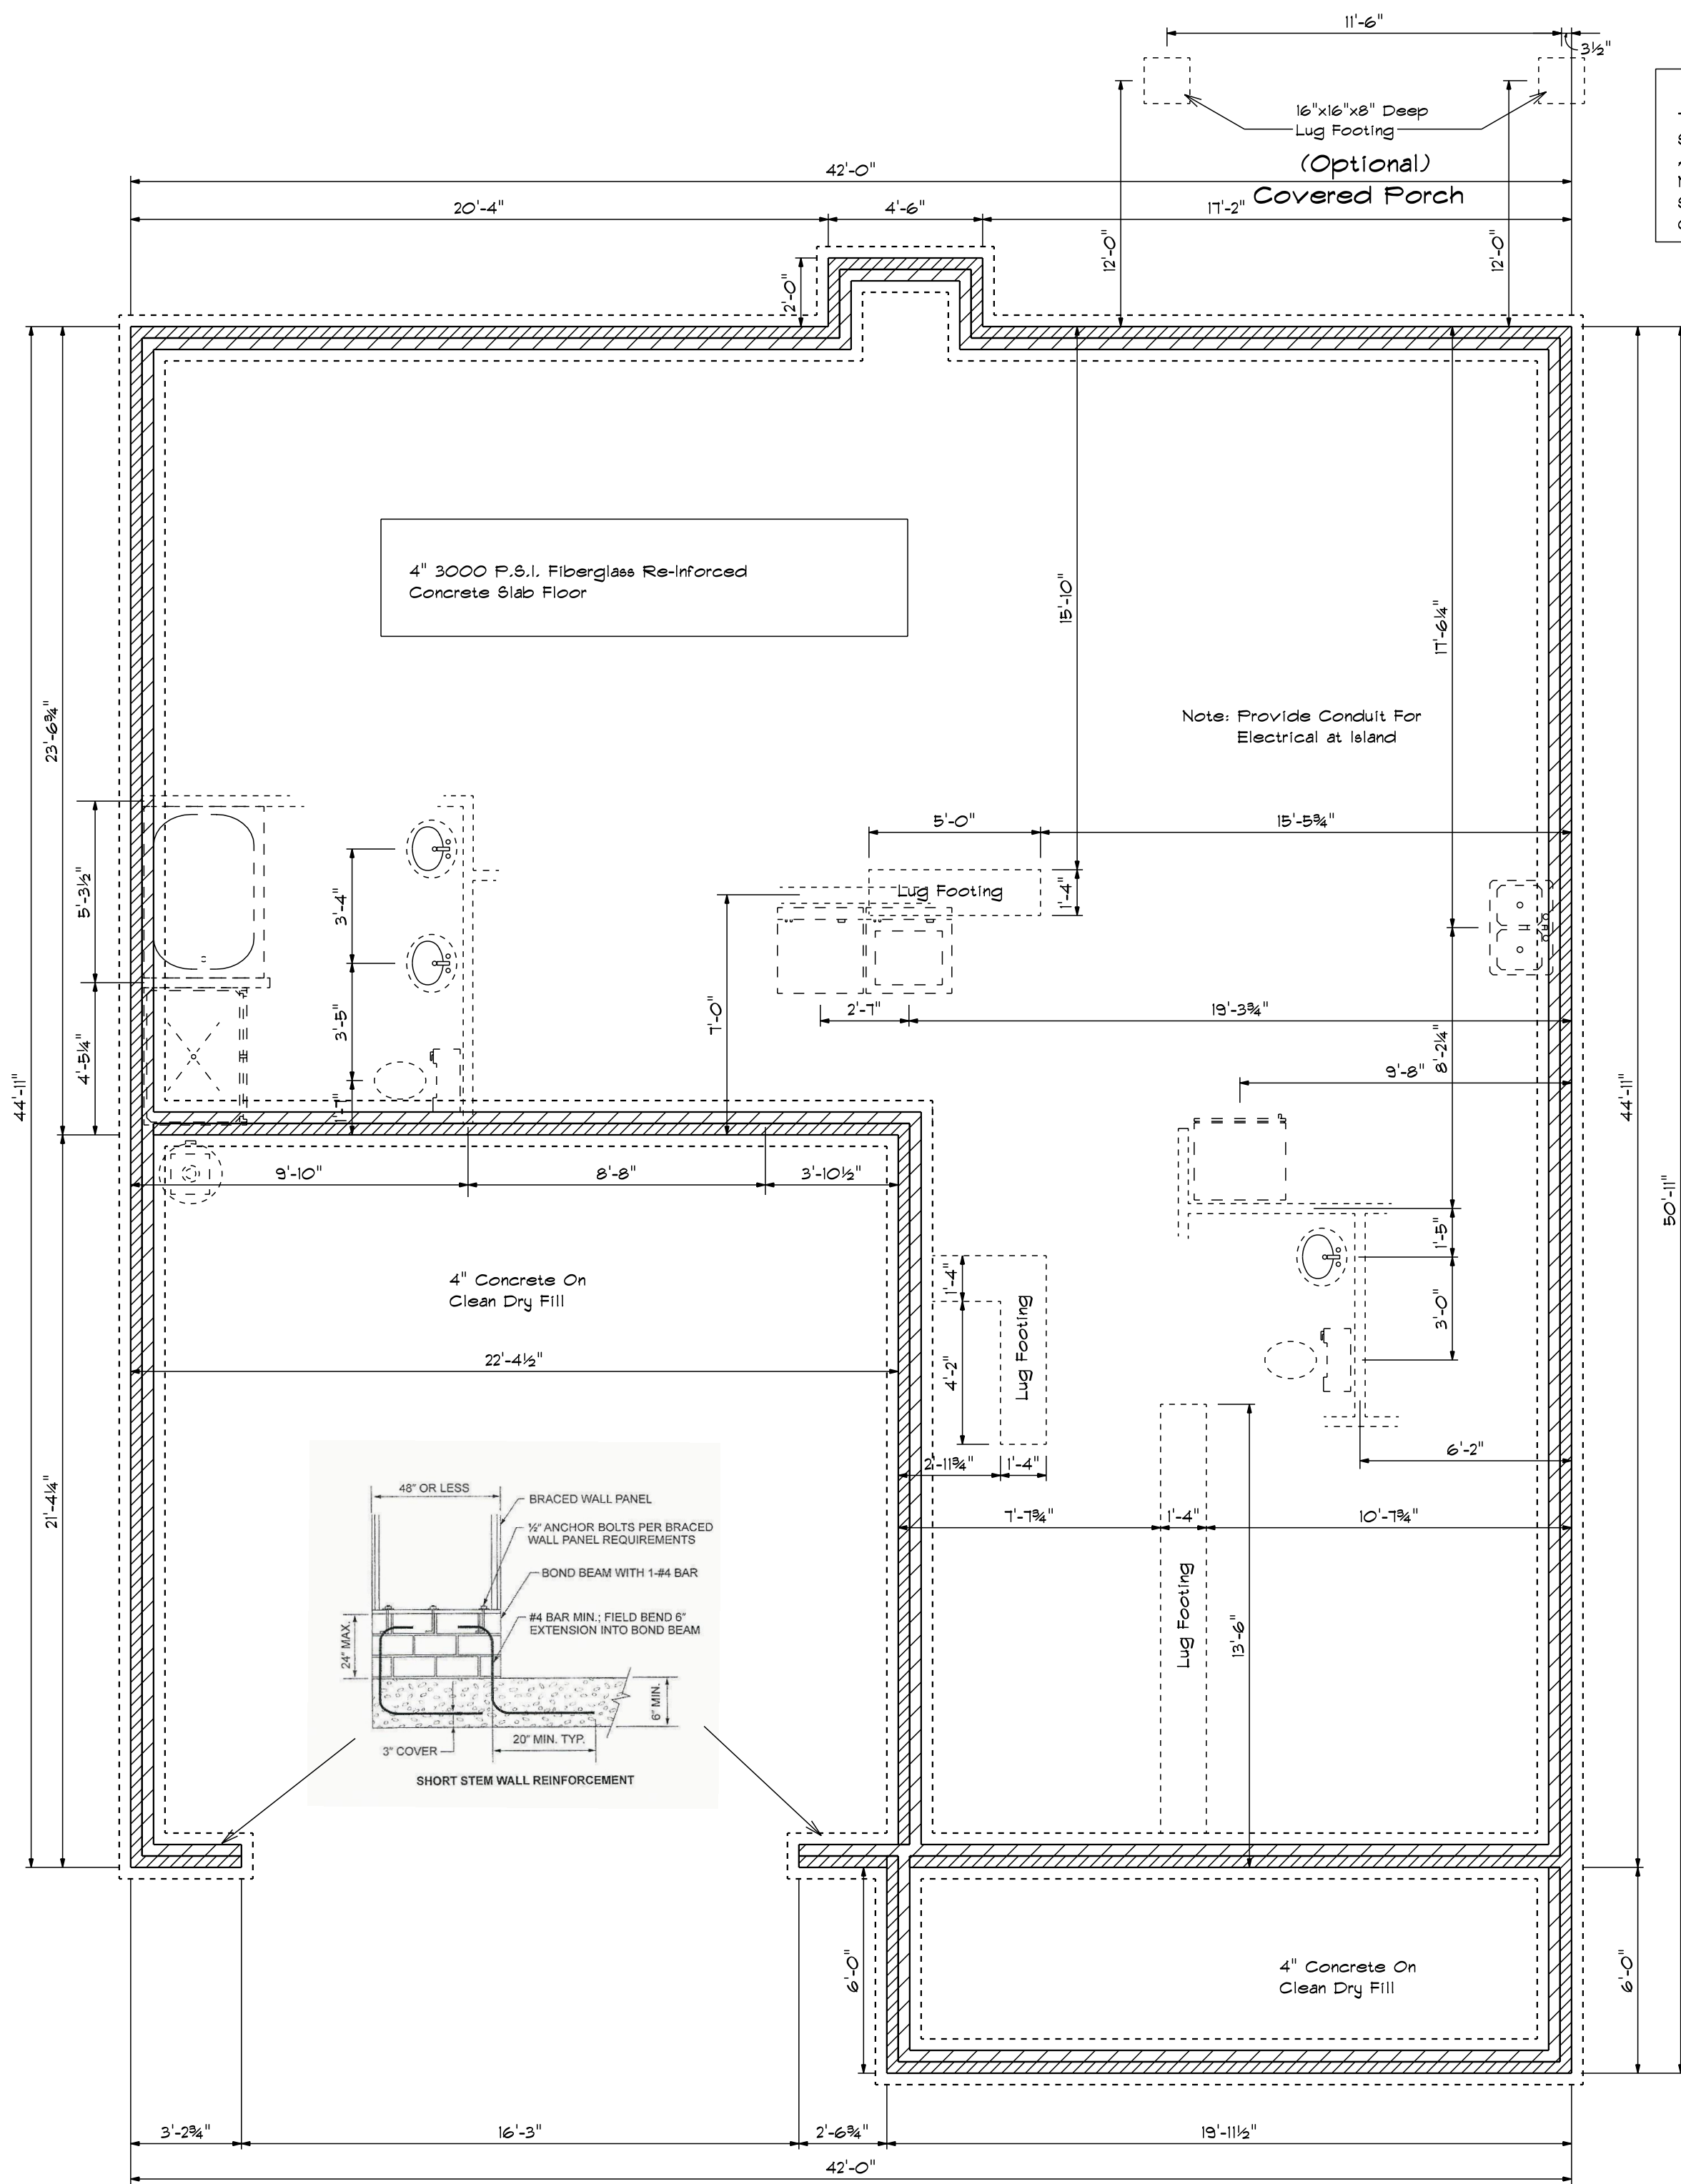 11'-6"
3½"
16"x16"x8" Deep
Lug Footing
(Optional)
Covered Porch
42'-0"
20'-4"
4'-6"
17'-2"
12'-0"
12'-0"
2'-0"
4" 3000 P.S.I. Fiberglass Re-Inforced
Concrete Slab Floor
15'-10"
17'-6¼"
23'-6¾"
Note: Provide Conduit For
Electrical at Island
5'-0"
15'-5¾"
Lug Footing
1'-4"
5'-3½"
3'-4"
3'-5"
7'-0"
2'-7"
19'-3¾"
4'-5¼"
44'-11"
1'-7"
8'-2¼"
9'-8"
44'-11"
50'-11"
9'-10"
8'-8"
3'-10½"
1'-5"
3'-0"
4" Concrete On
Clean Dry Fill
1'-4"
4'-2"
Lug Footing
22'-4½"
2'-11¾"
1'-4"
6'-2"
21'-4¼"
7'-7¾"
1'-4"
10'-7¾"
Lug Footing
13'-6"
48" OR LESS
BRACED WALL PANEL
½" ANCHOR BOLTS PER BRACED
WALL PANEL REQUIREMENTS
BOND BEAM WITH 1-#4 BAR
#4 BAR MIN.; FIELD BEND 6"
EXTENSION INTO BOND BEAM
24" MAX.
6" MIN.
20" MIN. TYP.
3" COVER
SHORT STEM WALL REINFORCEMENT
6'-0"
4" Concrete On
Clean Dry Fill
6'-0"
3'-2¾"
16'-3"
2'-6¾"
19'-11½"
42'-0"